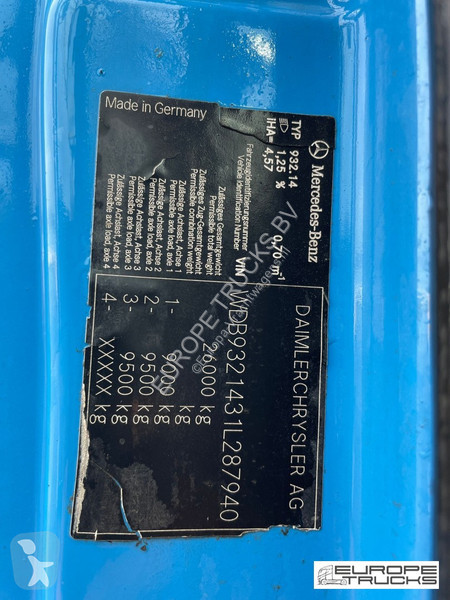 Mercedes-Benz
DAIMLERCHRYSLER AG
TYP 932.14
1,25 %
0,70 m⁻¹
IHA= 4,57
Fahrzeugidentifizierungsnummer
Vehicle Identification Number VIN WDB9321431L287940
Zulässiges Gesamtgewicht
Permissible total weight 26000 kg
Zulässiges Zug-Gesamtgewicht
Permissible combination weight kg
Zulässige Achslast, Achse 1
Permissible axle load, axle 1 1- kg
Zulässige Achslast, Achse 2
Permissible axle load, axle 2 2- 9500 kg
Zulässige Achslast, Achse 3
Permissible axle load, axle 3 3- 9500 kg
Zulässige Achslast, Achse 4
Permissible axle load, axle 4 4- XXXXX kg
Made in Germany
EUROPE TRUCKS BV
EUROPE
TRUCKS